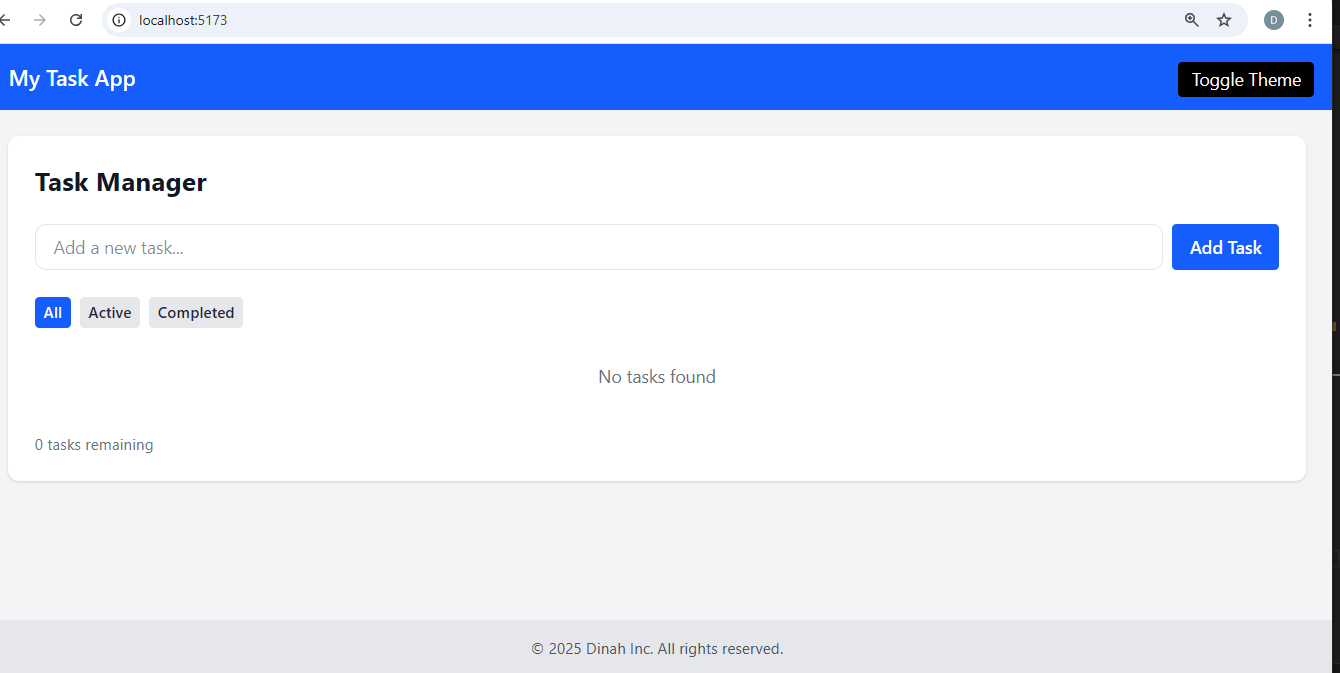 localhost:5173
D
My Task App
Toggle Theme
Task Manager
Add a new task...
Add Task
All
Active
Completed
No tasks found
0 tasks remaining
© 2025 Dinah Inc. All rights reserved.